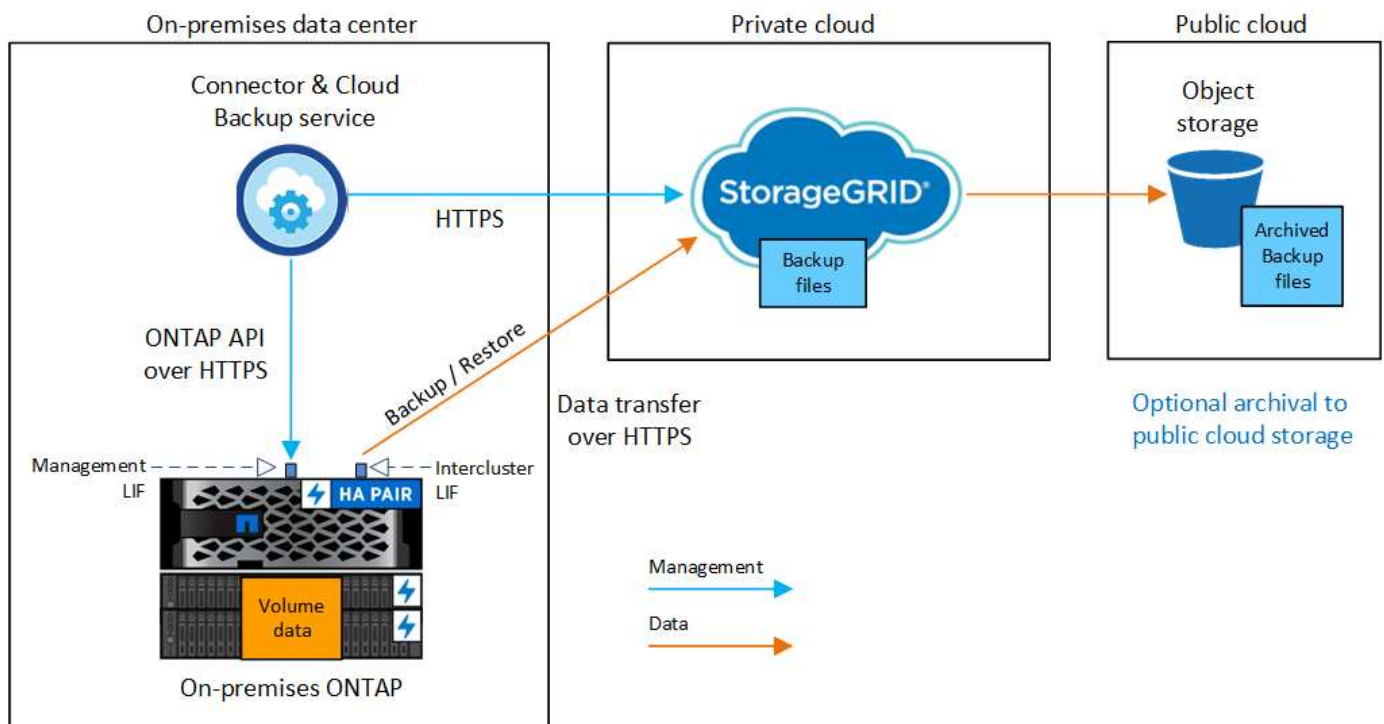 On-premises data center
Connector & Cloud
Backup service
HTTPS
ONTAP API
over HTTPS
Backup / Restore
Management
LIF
Intercluster
LIF
HA PAIR
Volume
data
On-premises ONTAP
Private cloud
StorageGRID®
Backup
files
Data transfer
over HTTPS
Public cloud
Object
storage
Archived
Backup
files
Optional archival to
public cloud storage
Management
Data